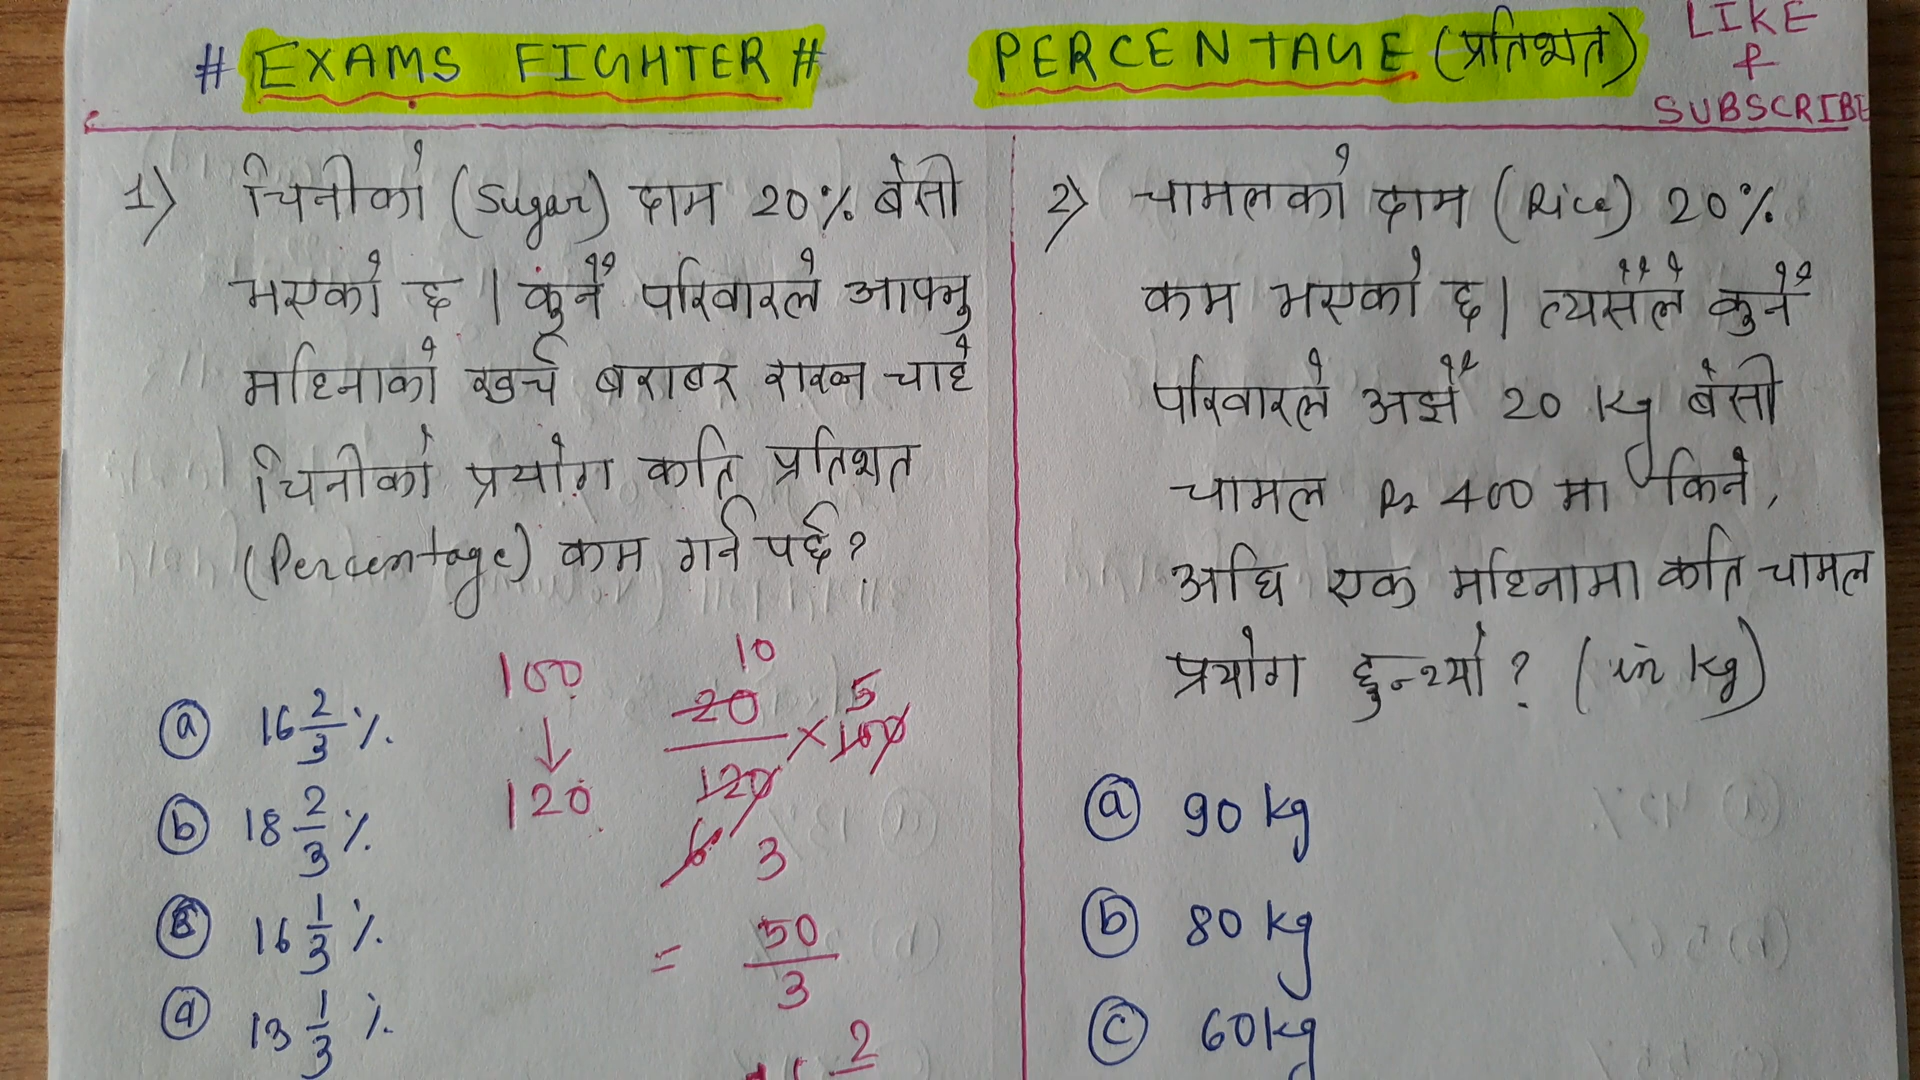 # EXAMS FIGHTER #
PERCENTAGE (प्रतिशत)
LIKE
&
SUBSCRIBE
1) चिनीको (Sugar) दाम 20% बेसी
भएको छ । कुनै परिवारले आफ्नु
महिनाको खर्च बराबर राख्न चाहे
चिनीको प्रयोग कति प्रतिशत
(Percentage) कम गर्न पर्छ ?
a 16 2/3 %
b 18 2/3 %
16 1/3 %
d 13 1/3 %
100
↓
120
10
20/120 × 100
5
6 3
= 50/3
2
2) चामलको दाम (Rice) 20%
कम भएको छ । त्यसैले कुनै
परिवारले अझै 20 kg बेसी
चामल Rs 400 मा किने,
अघि एक महिनामा कति चामल
प्रयोग हुन्थ्यो ? (in kg)
a 90 kg
b 80 kg
c 60 kg